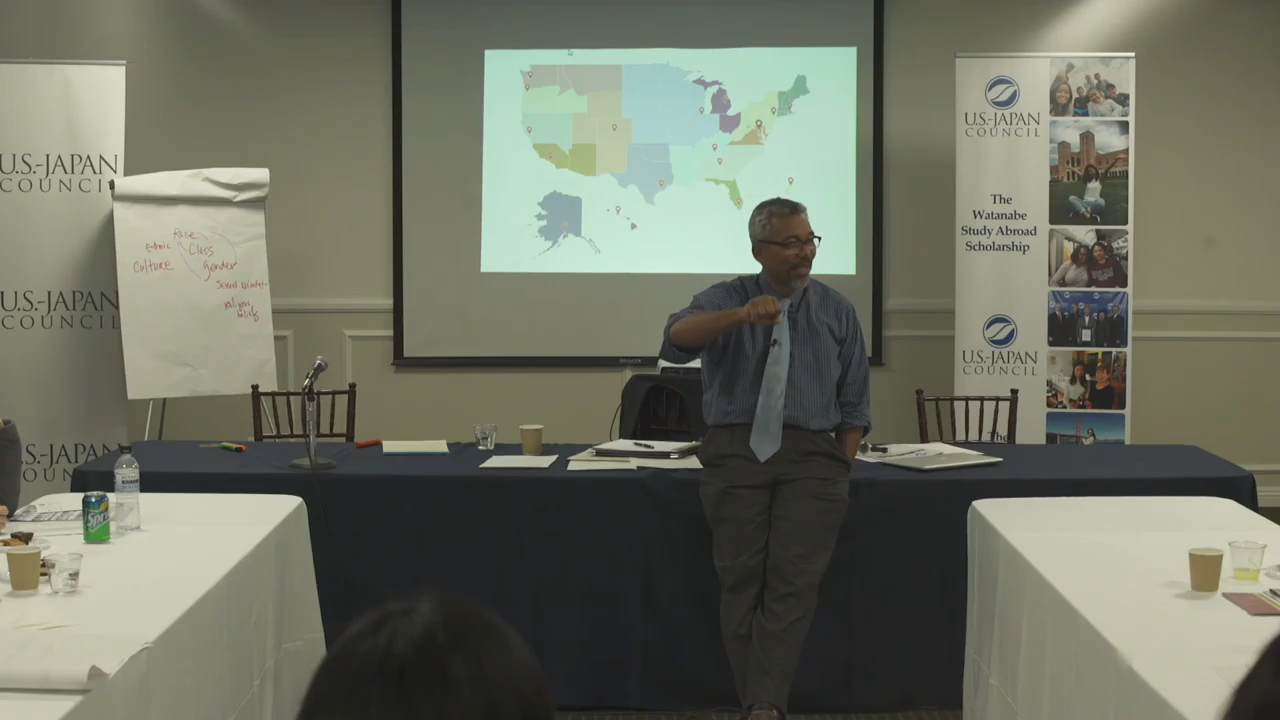 U.S.-JAPAN
COUNCIL
U.S.-JAPAN
COUNCIL
U.S.-JAPAN
COUNCIL
Race
ethnic
Class
Culture
Gender
Sprite
U.S.-JAPAN
COUNCIL
The
Watanabe
Study Abroad
Scholarship
U.S.-JAPAN
COUNCIL
The